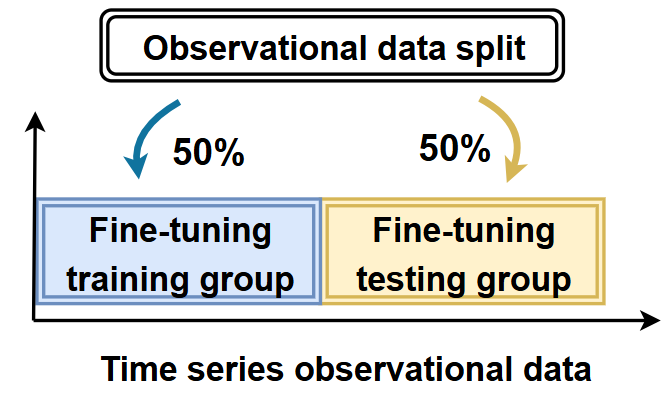 Observational data split
50%
50%
Fine-tuning
training group
Fine-tuning
testing group
Time series observational data